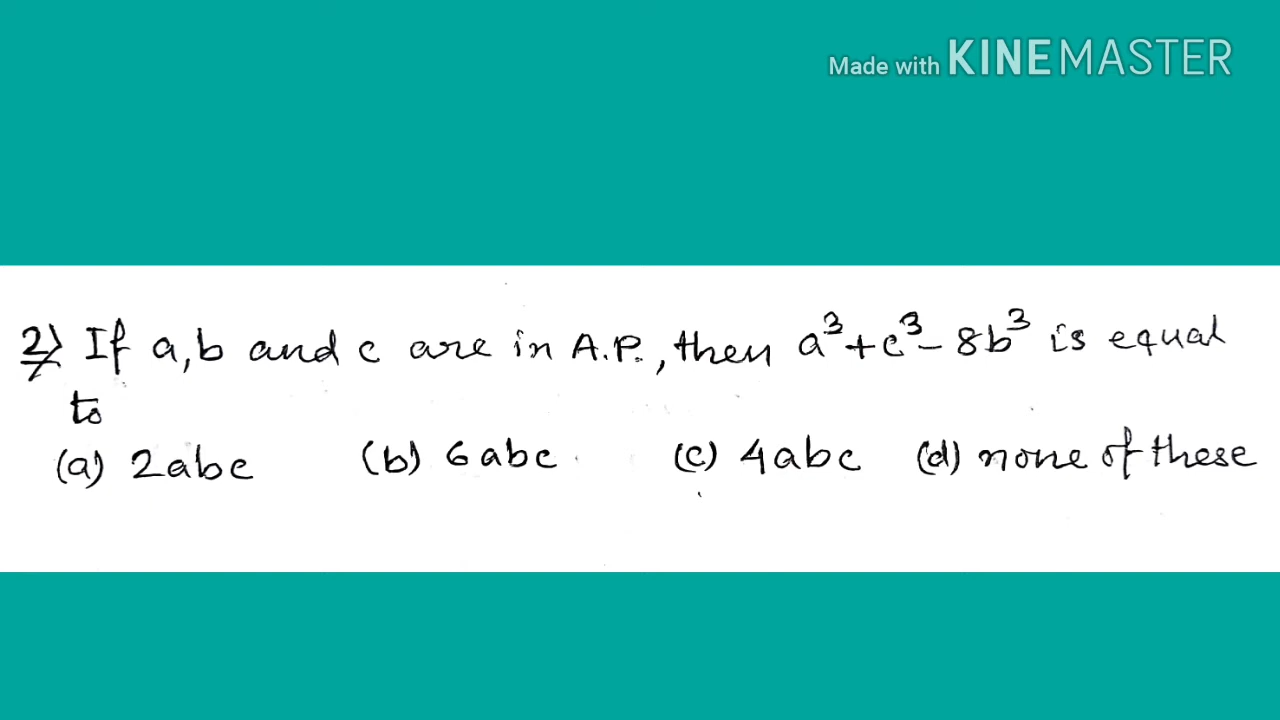 Made with KINEMASTER
2) If a, b and c are in A.P., then a³ + c³ - 8b³ is equal
to
(a) 2abc (b) 6abc (c) 4abc (d) none of these